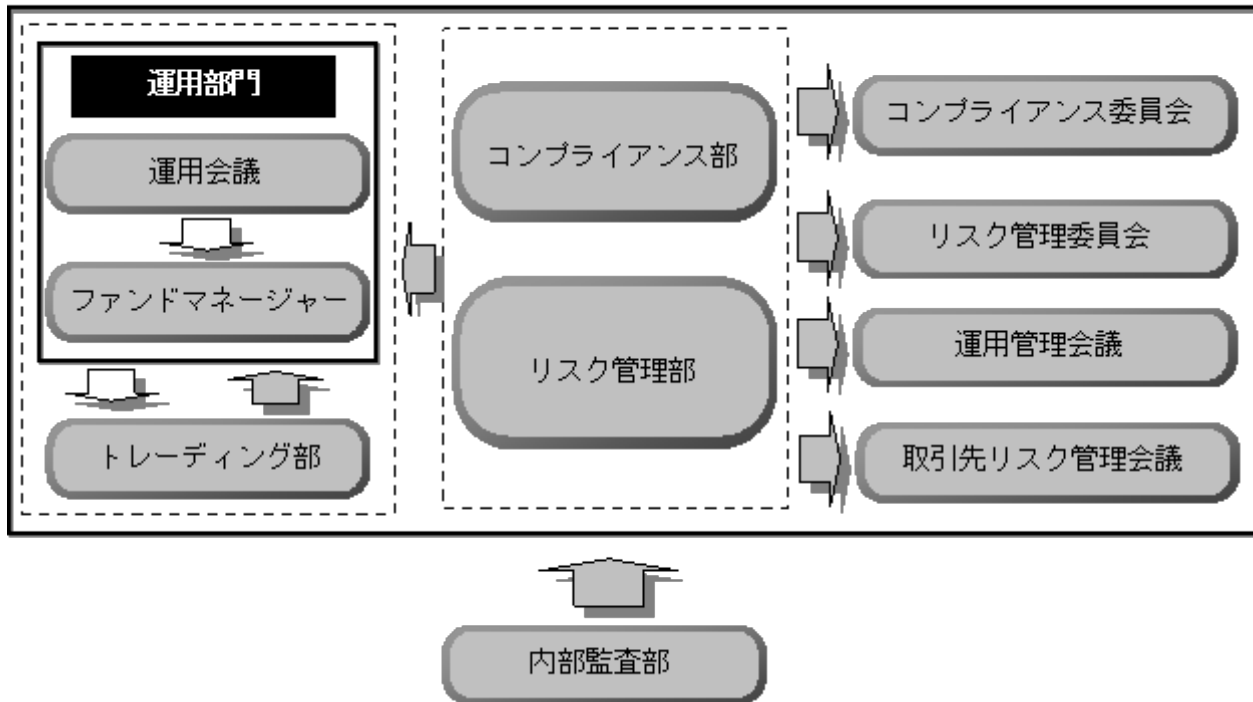 運用部門
運用会議
ファンドマネージャー
トレーディング部
コンプライアンス部
リスク管理部
コンプライアンス委員会
リスク管理委員会
運用管理会議
取引先リスク管理会議
内部監査部